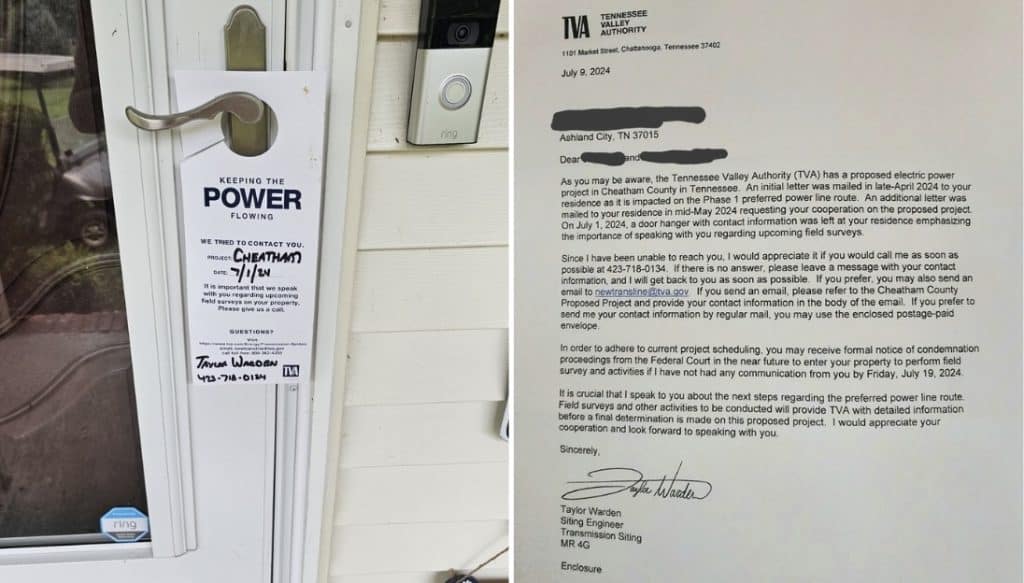 KEEPING THE
POWER
FLOWING
WE TRIED TO CONTACT YOU.
PROJECT: CHEATHAM
DATE: 7/1/24
It is important that we speak
with you regarding upcoming
field surveys on your property.
Please give us a call.
QUESTIONS?
Visit
TAYLOR WARDEN
423-718-0134
TVA
ring
ring
TVA
TENNESSEE
VALLEY
AUTHORITY
1101 Market Street, Chattanooga, Tennessee 37402
July 9, 2024
Ashland City, TN 37015
Dear and
As you may be aware, the Tennessee Valley Authority (TVA) has a proposed electric power
project in Cheatham County in Tennessee. An initial letter was mailed in late-April 2024 to your
residence as it is impacted on the Phase 1 preferred power line route. An additional letter was
mailed to your residence in mid-May 2024 requesting your cooperation on the proposed project.
On July 1, 2024, a door hanger with contact information was left at your residence emphasizing
the importance of speaking with you regarding upcoming field surveys.
Since I have been unable to reach you, I would appreciate it if you would call me as soon as
possible at 423-718-0134. If there is no answer, please leave a message with your contact
information, and I will get back to you as soon as possible. If you prefer, you may also send an
email to newtransline@tva.gov. If you send an email, please refer to the Cheatham County
Proposed Project and provide your contact information in the body of the email. If you prefer to
send me your contact information by regular mail, you may use the enclosed postage-paid
envelope.
In order to adhere to current project scheduling, you may receive formal notice of condemnation
proceedings from the Federal Court in the near future to enter your property to perform field
survey and activities if I have not had any communication from you by Friday, July 19, 2024.
It is crucial that I speak to you about the next steps regarding the preferred power line route.
Field surveys and other activities to be conducted will provide TVA with detailed information
before a final determination is made on this proposed project. I would appreciate your
cooperation and look forward to speaking with you.
Sincerely,
Taylor Warden
Taylor Warden
Siting Engineer
Transmission Siting
MR 4G
Enclosure